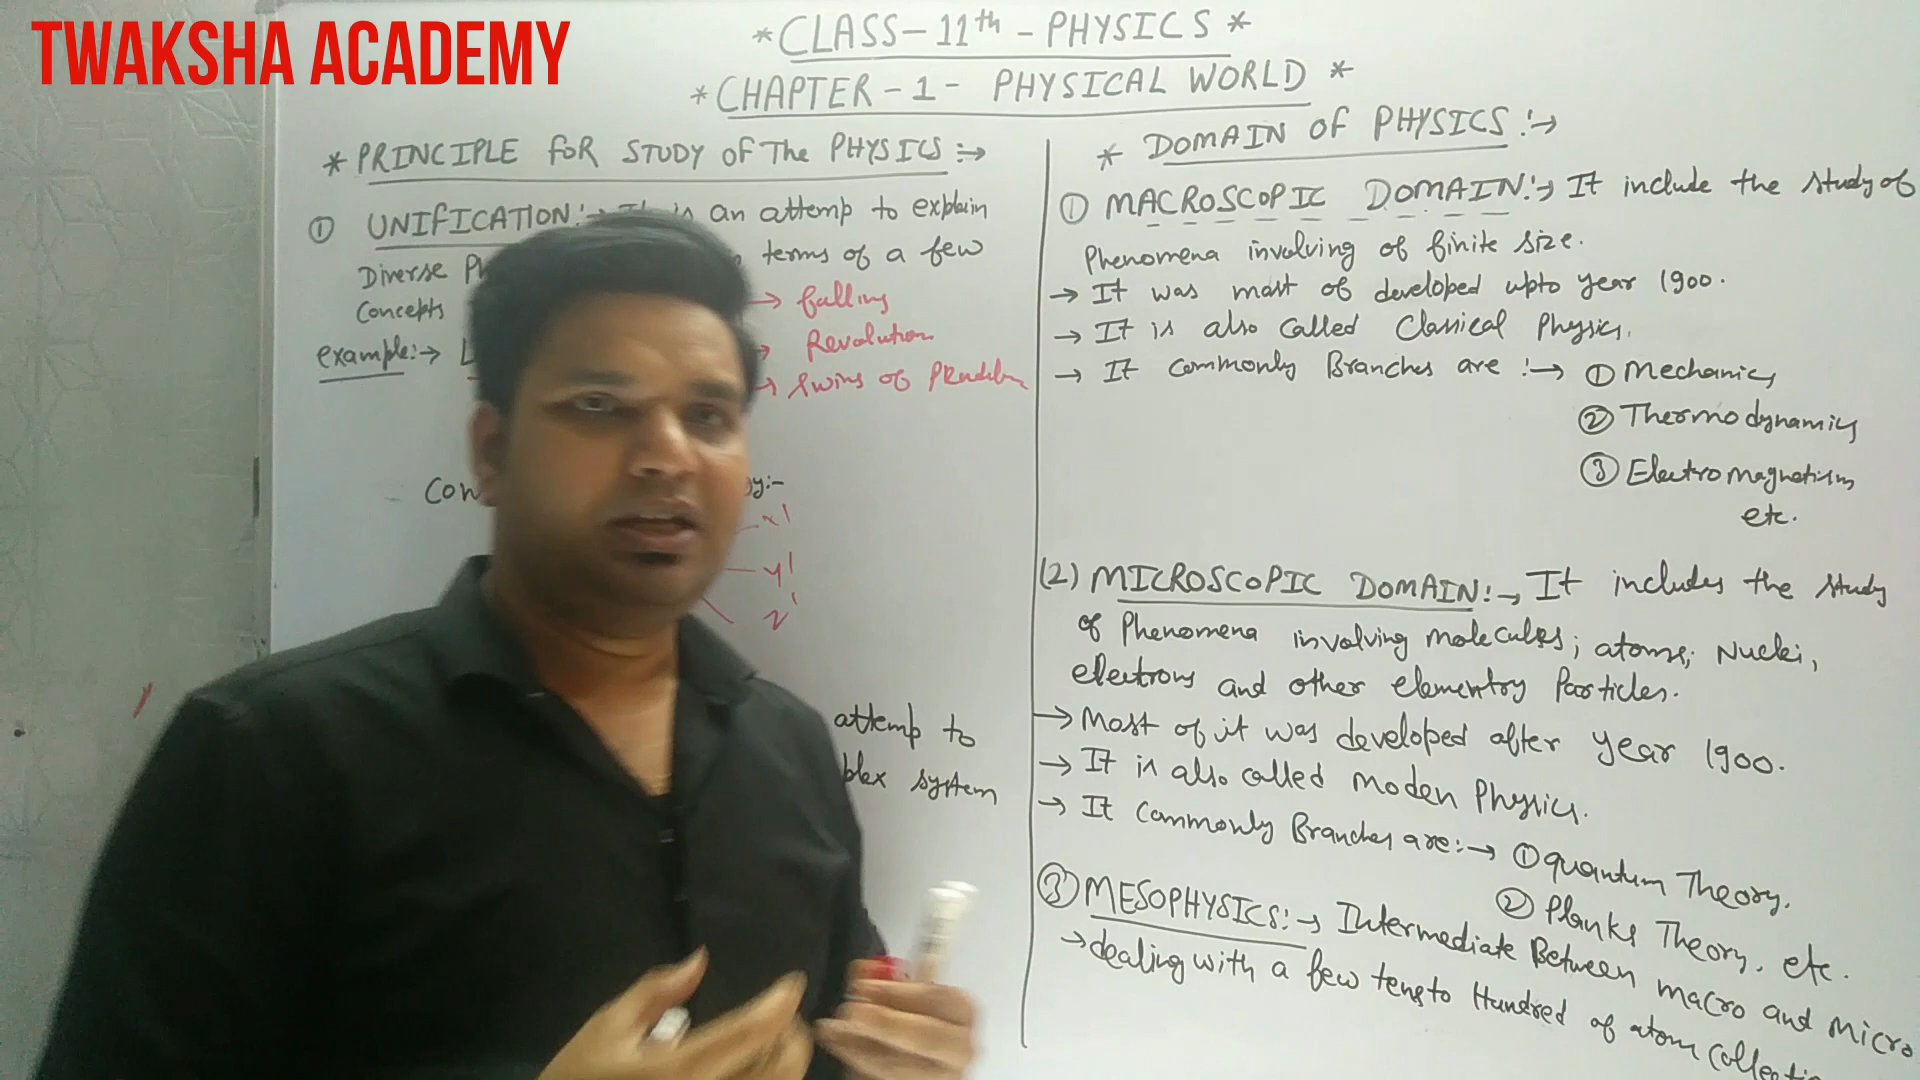 TWAKSHA ACADEMY
* CLASS-11th - PHYSICS *
* CHAPTER - 1 - PHYSICAL WORLD *
* PRINCIPLE FOR STUDY OF The PHYSICS :→
① UNIFICATION :→ is an attemp to explain
Diverse terms of a few
Concepts
example:→
→ falling
→ Revolution
→ Swing of
y:-
x'
y'
z'
attemp to
system
* DOMAIN OF PHYSICS :→
① MACROSCOPIC DOMAIN :→ It include the study of
Phenomena involving of finite size.
→ It was most of developed upto year 1900.
→ It is also called Classical Physics.
→ It commonly Branches are :→ ① Mechanics
② Thermodynamics
③ Electromagnetism
etc.
(2) MICROSCOPIC DOMAIN :→ It includes the study
of Phenomena involving molecules; atoms; Nuclei,
electrons and other elementry Particles.
→ Most of it was developed after year 1900.
→ It is also called Moden Physics.
→ It commonly Branches are:→ ① quantum Theory.
② Planks Theory. etc.
③ MESOPHYSICS :→ Intermediate Between macro and micro
→ dealing with a few tens to Hundred of atom